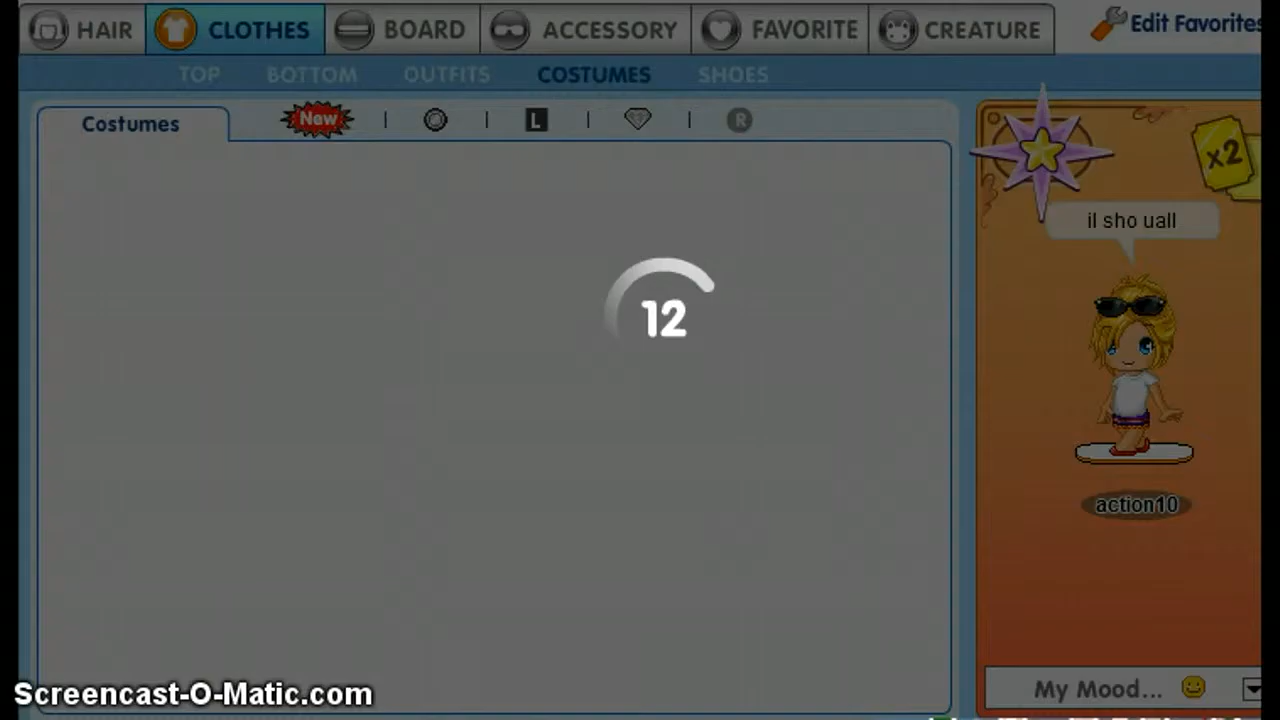 HAIR CLOTHES BOARD ACCESSORY FAVORITE CREATURE Edit Favorites
TOP BOTTOM OUTFITS COSTUMES SHOES
Costumes New L R
x2
il sho uall
12
action10
My Mood...
Screencast-O-Matic.com